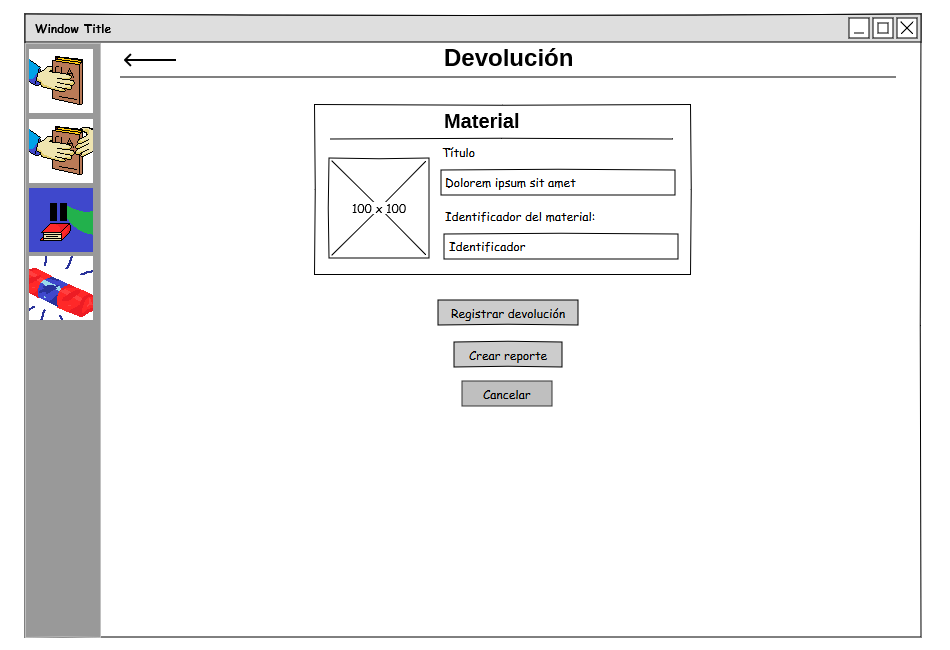 Window Title
Devolución
Material
Título
Dolorem ipsum sit amet
100 x 100
Identificador del material:
Identificador
Registrar devolución
Crear reporte
Cancelar